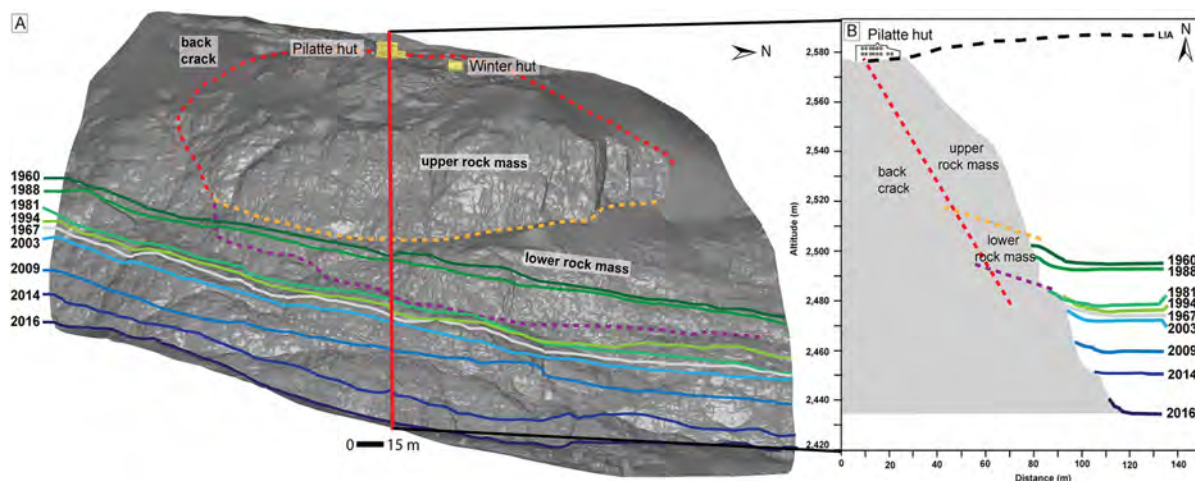 A
back
crack
Pilatte hut
Winter hut
N
upper rock mass
lower rock mass
1960
1988
1981
1994
1967
2003
2009
2014
2016
0 15 m
B
Pilatte hut
LIA
N
upper
rock mass
back
crack
lower
rock mass
1960
1988
1981
1994
1967
2003
2009
2014
2016
Altitude (m)
2,580
2,560
2,540
2,520
2,500
2,480
2,460
2,440
2,420
0 20 40 60 80 100 120 140
Distance (m)